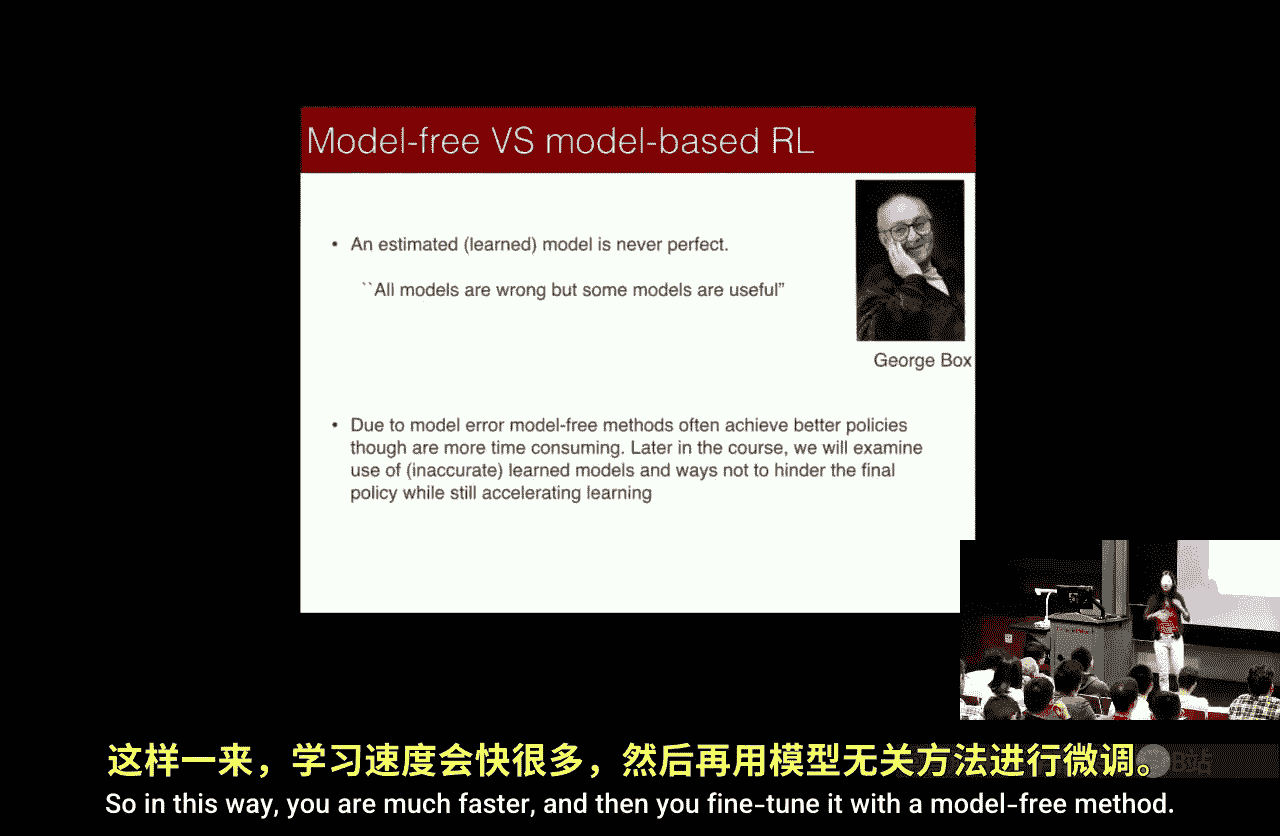 Model-free VS model-based RL
• An estimated (learned) model is never perfect.
``All models are wrong but some models are useful”
George Box
• Due to model error model-free methods often achieve better policies
though are more time consuming. Later in the course, we will examine
use of (inaccurate) learned models and ways not to hinder the final
policy while still accelerating learning
这样一来，学习速度会快很多，然后再用模型无关方法进行微调。
So in this way, you are much faster, and then you fine-tune it with a model-free method.